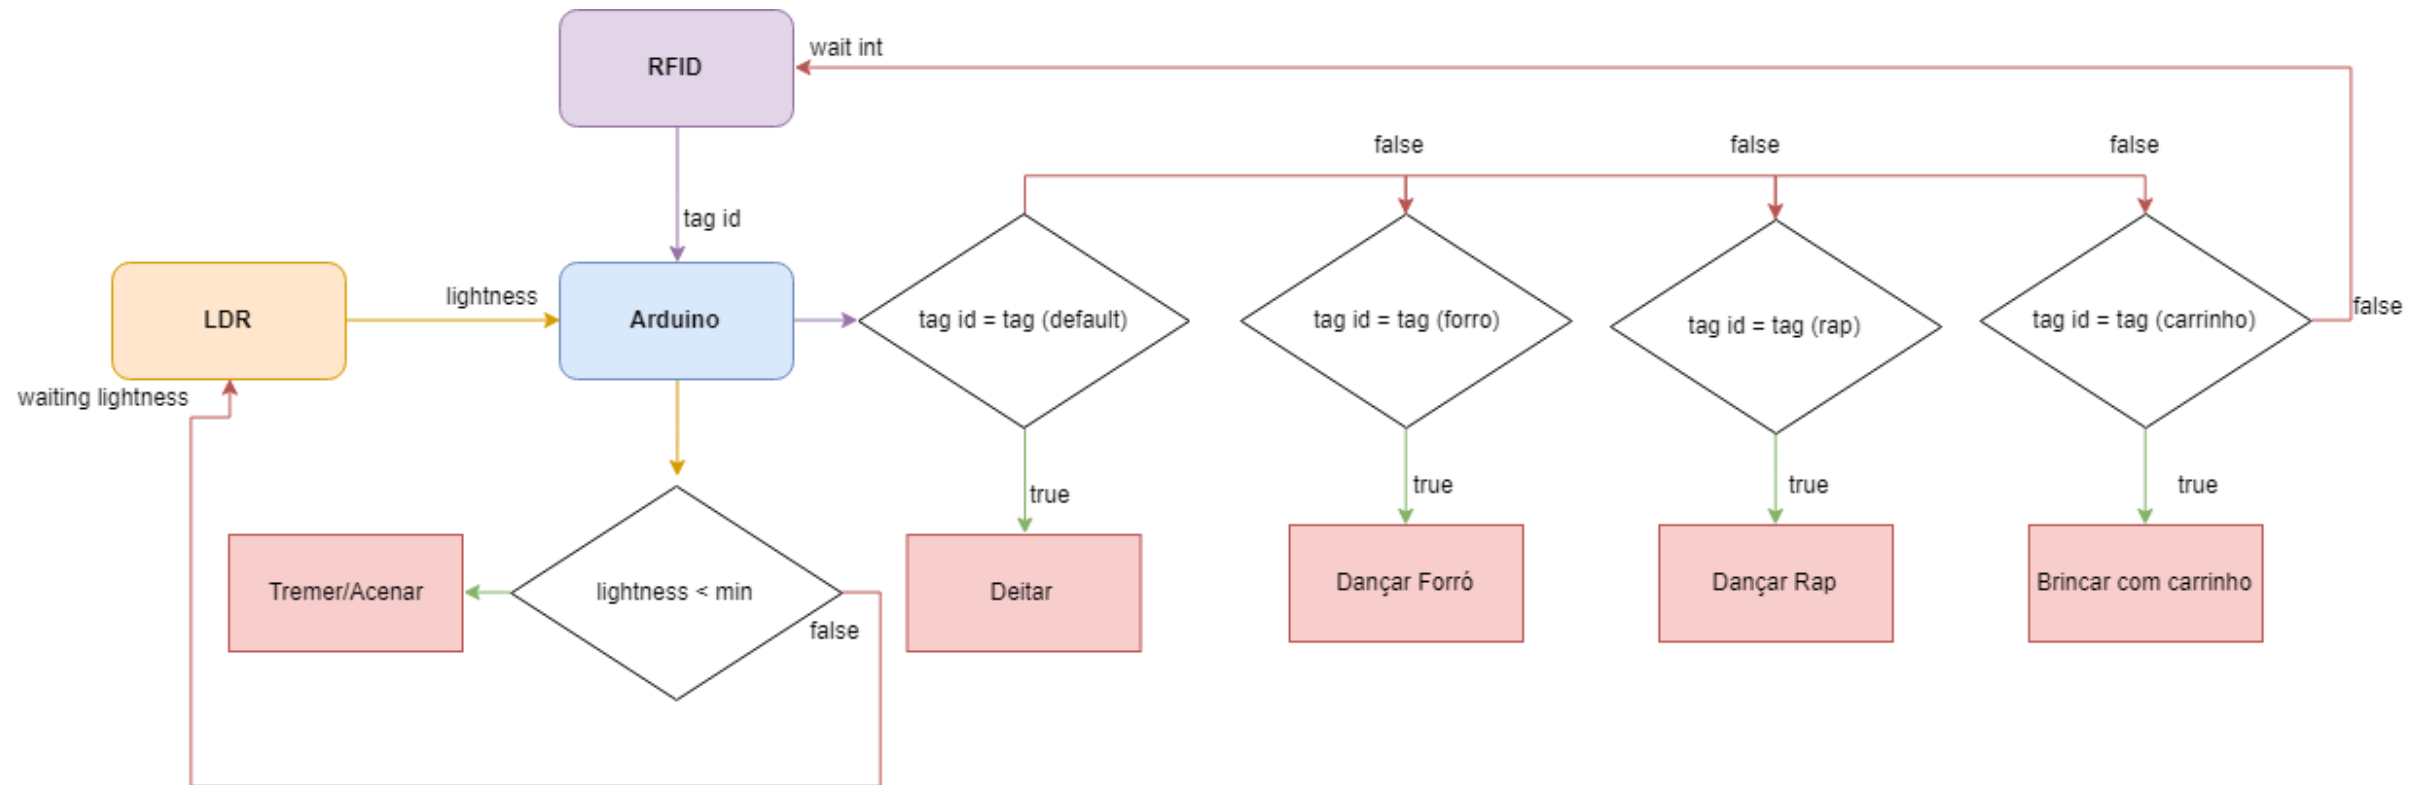 RFID
wait int
false
false
false
tag id
LDR
lightness
Arduino
tag id = tag (default)
tag id = tag (forro)
tag id = tag (rap)
tag id = tag (carrinho)
false
waiting lightness
true
true
true
true
Tremer/Acenar
lightness < min
false
Deitar
Dançar Forró
Dançar Rap
Brincar com carrinho